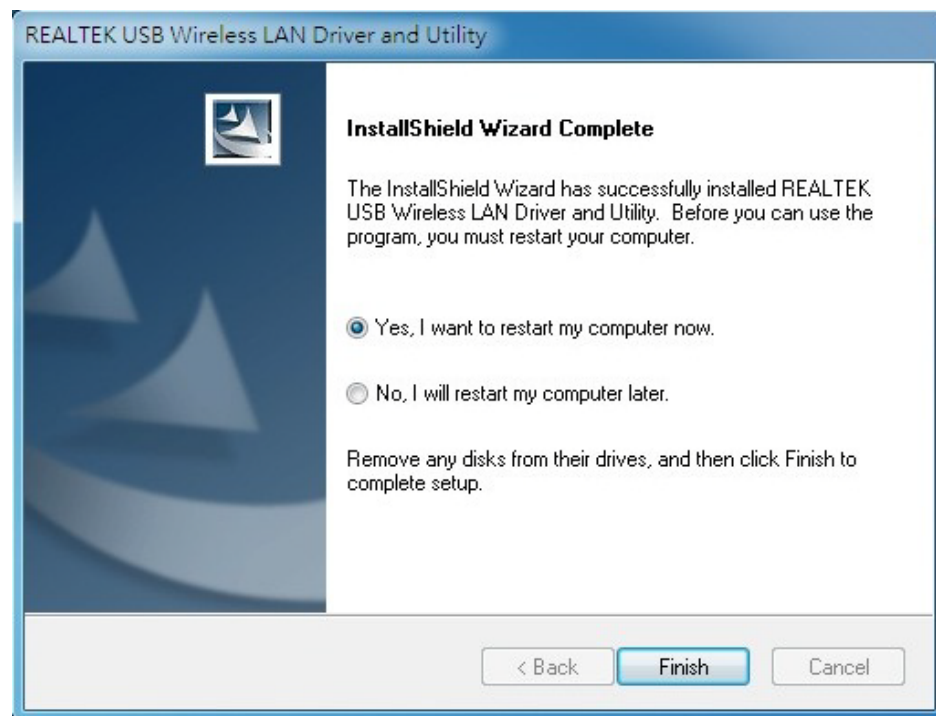 REALTEK USB Wireless LAN Driver and Utility
InstallShield Wizard Complete
The InstallShield Wizard has successfully installed REALTEK
USB Wireless LAN Driver and Utility. Before you can use the
program, you must restart your computer.
Yes, I want to restart my computer now.
No, I will restart my computer later.
Remove any disks from their drives, and then click Finish to
complete setup.
< Back
Finish
Cancel